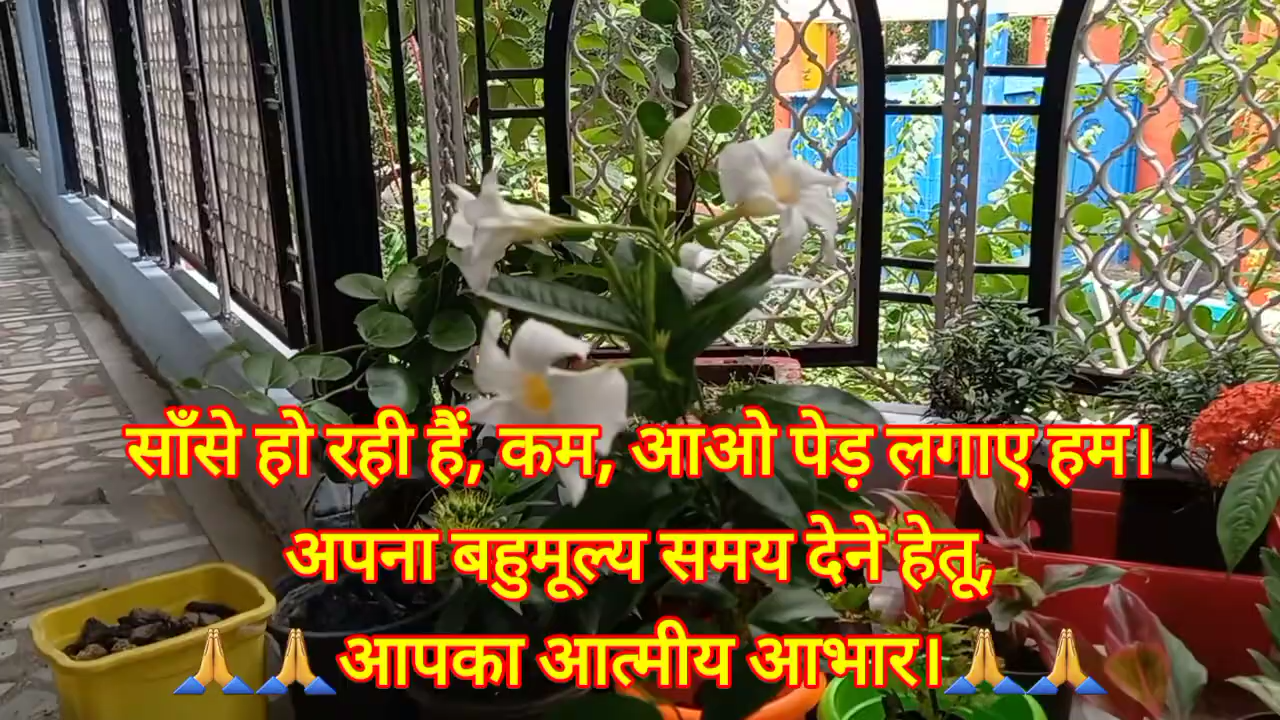 साँसे हो रही हैं, कम, आओ पेड़ लगाए हम।
अपना बहुमूल्य समय देने हेतू,
🙏🙏 आपका आत्मीय आभार।🙏🙏